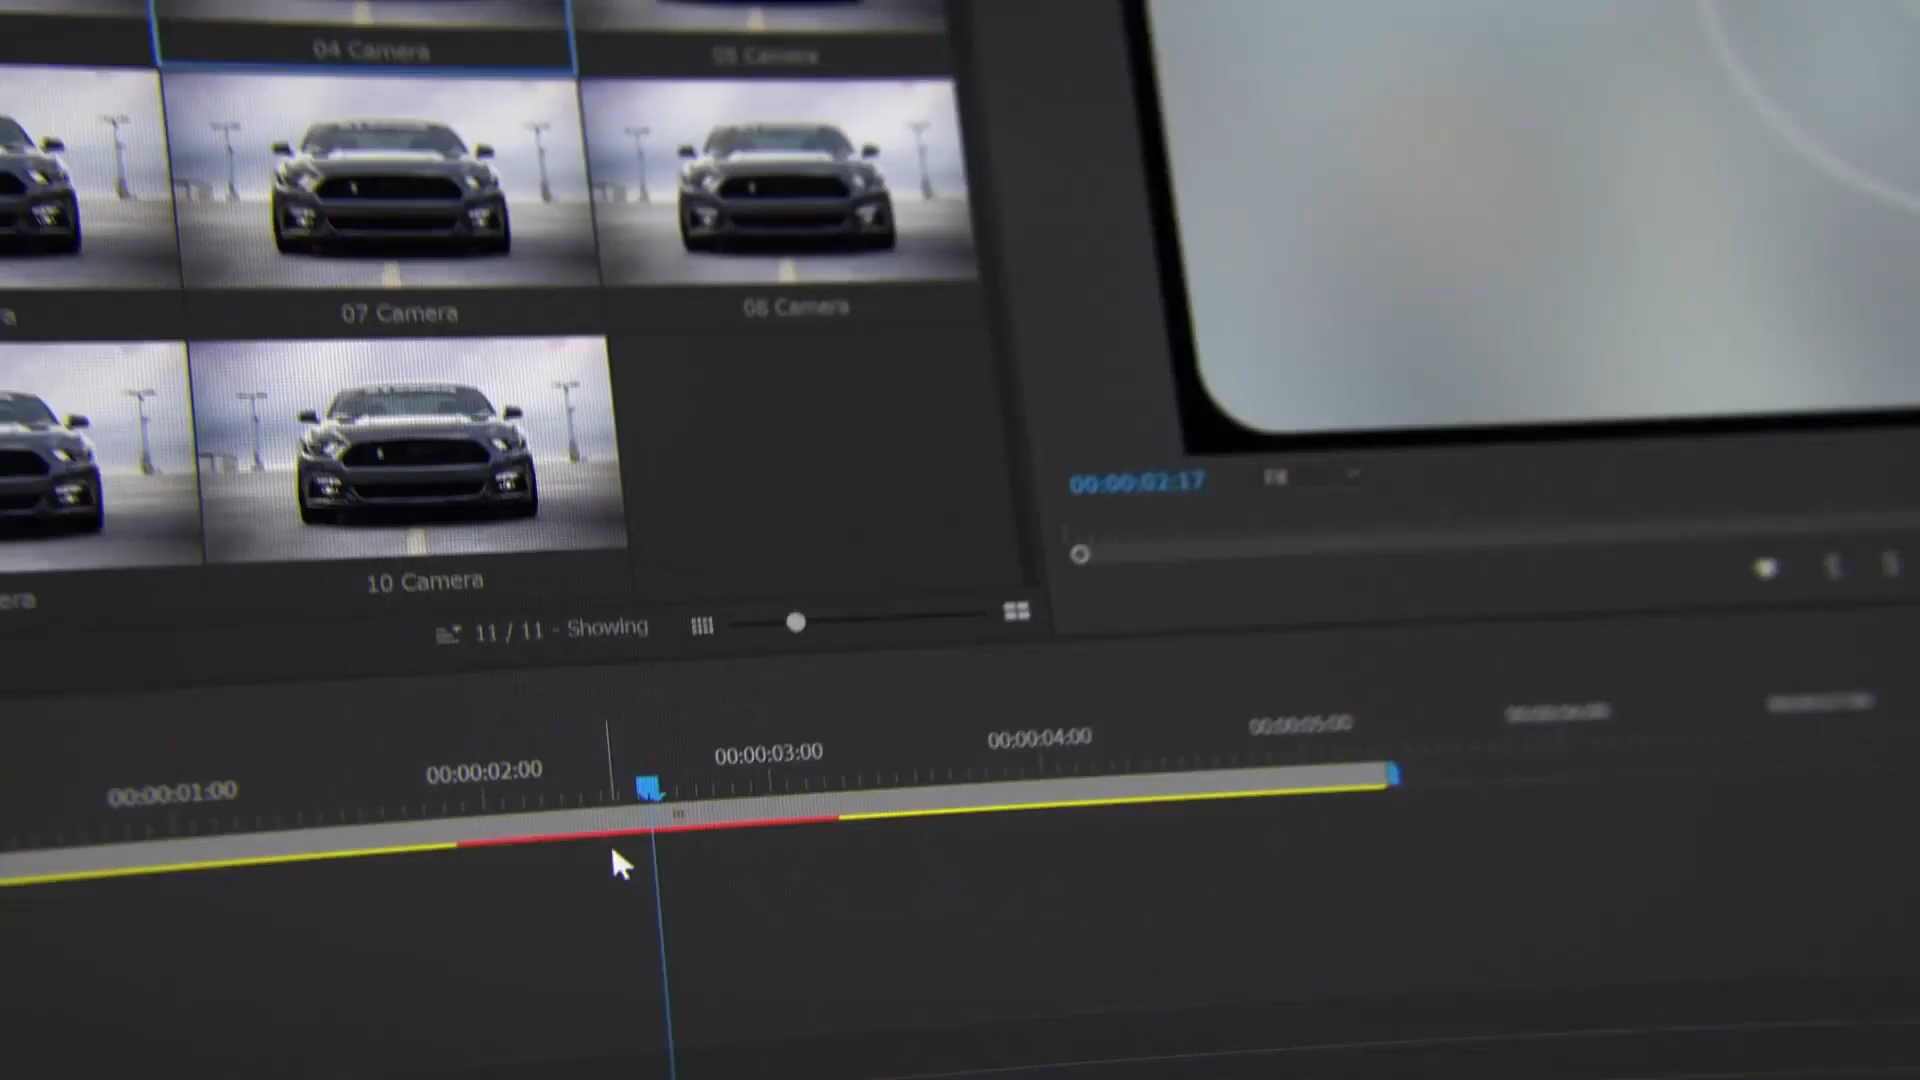 04 Camera
05 Camera
07 Camera
08 Camera
10 Camera
11 / 11 - Showing
00:00:02:17
Fit
00:00:01:00
00:00:02:00
00:00:03:00
00:00:04:00
00:00:05:00